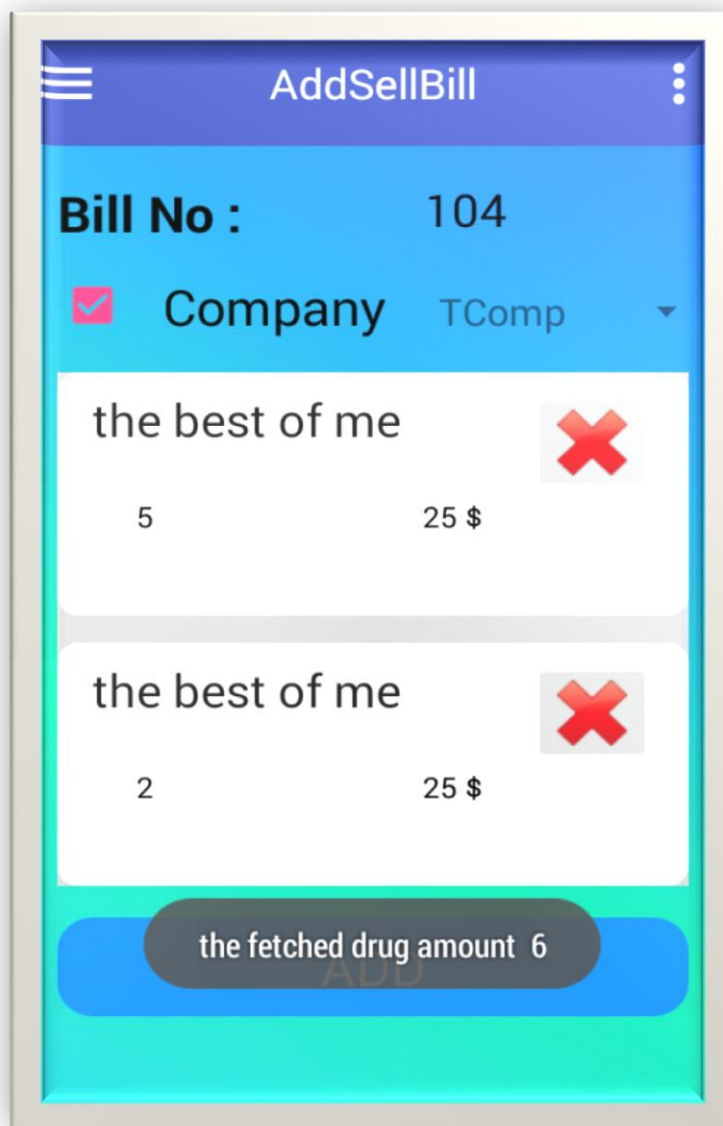 AddSellBill
Bill No : 104
Company TComp
the best of me
5 25 $
the best of me
2 25 $
the fetched drug amount 6
ADD